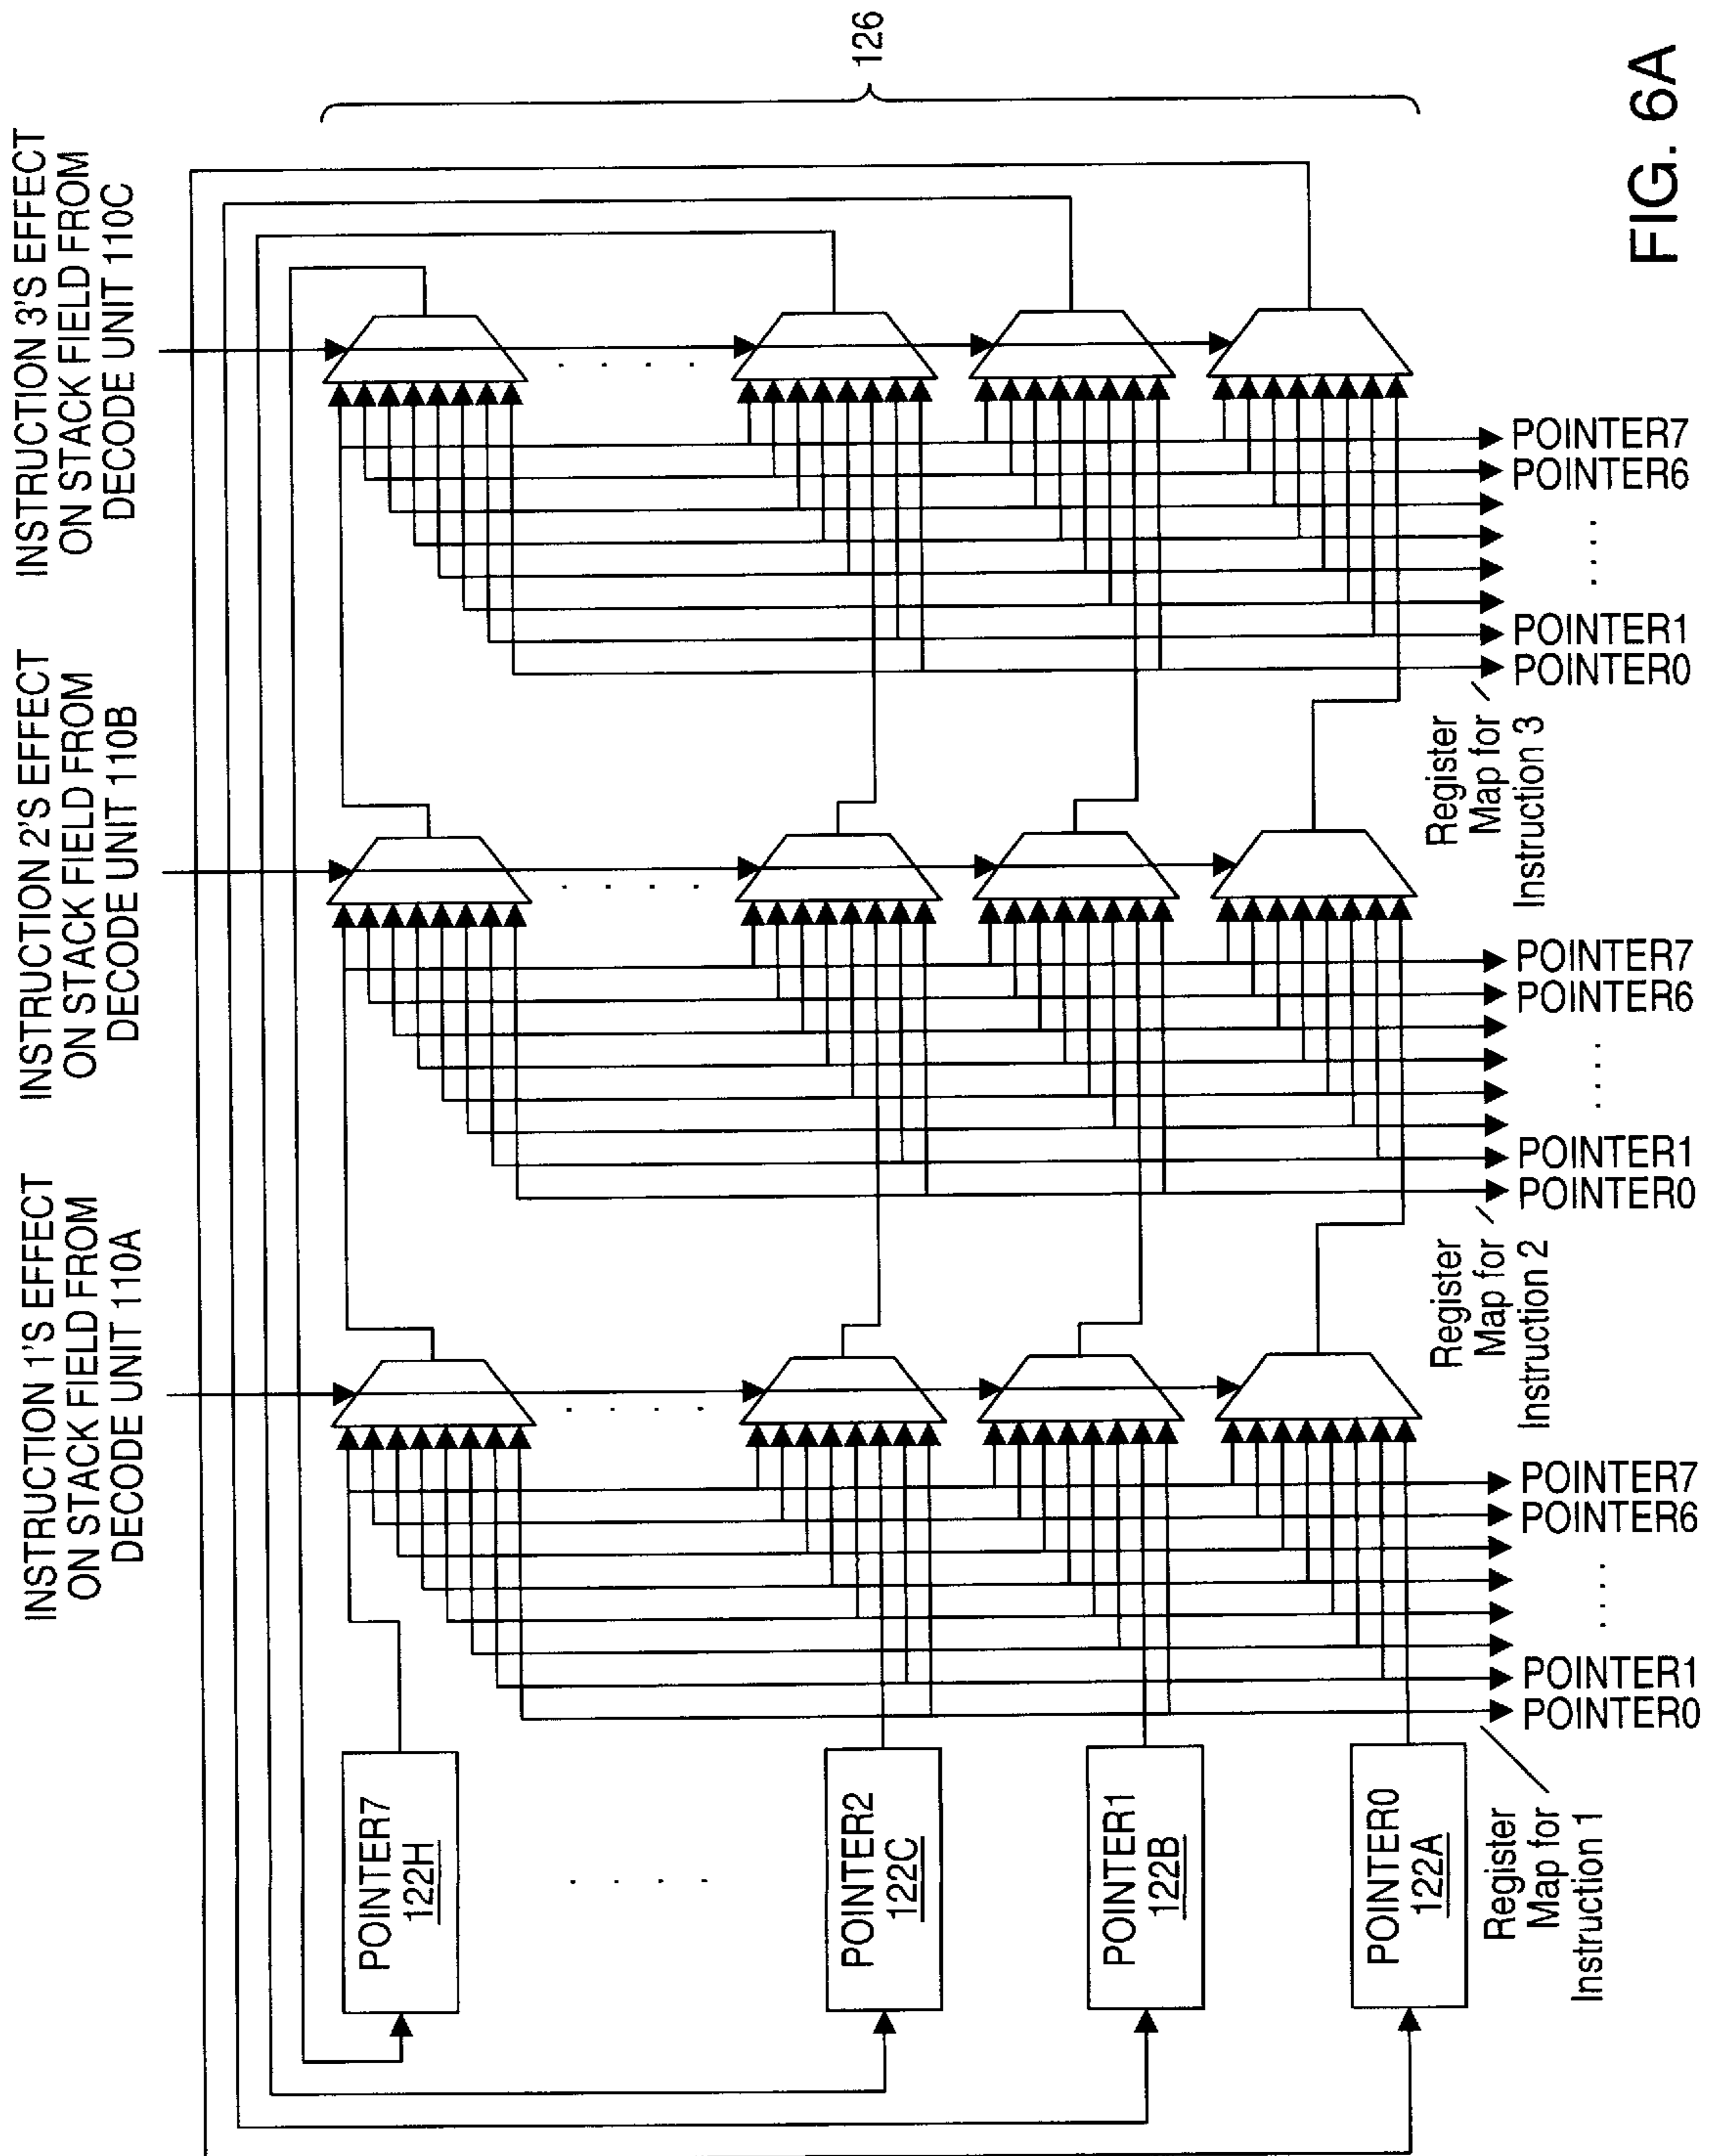 INSTRUCTION 1'S EFFECT
ON STACK FIELD FROM
DECODE UNIT 110A
INSTRUCTION 2'S EFFECT
ON STACK FIELD FROM
DECODE UNIT 110B
INSTRUCTION 3'S EFFECT
ON STACK FIELD FROM
DECODE UNIT 110C
126
POINTER7
122H
. . . .
. . . .
. . . .
. . . .
POINTER2
122C
POINTER1
122B
POINTER0
122A
Register
Map for
Instruction 1
POINTER0
POINTER1
. . . .
POINTER6
POINTER7
Register
Map for
Instruction 2
POINTER0
POINTER1
. . . .
POINTER6
POINTER7
Register
Map for
Instruction 3
POINTER0
POINTER1
. . . .
POINTER6
POINTER7
FIG. 6A